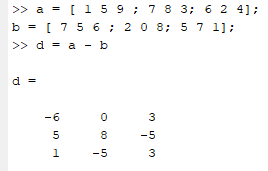 >> a = [ 1 5 9 ; 7 8 3; 6 2 4];
b = [ 7 5 6 ; 2 0 8; 5 7 1];
>> d = a - b
d =
-6 0 3
5 8 -5
1 -5 3